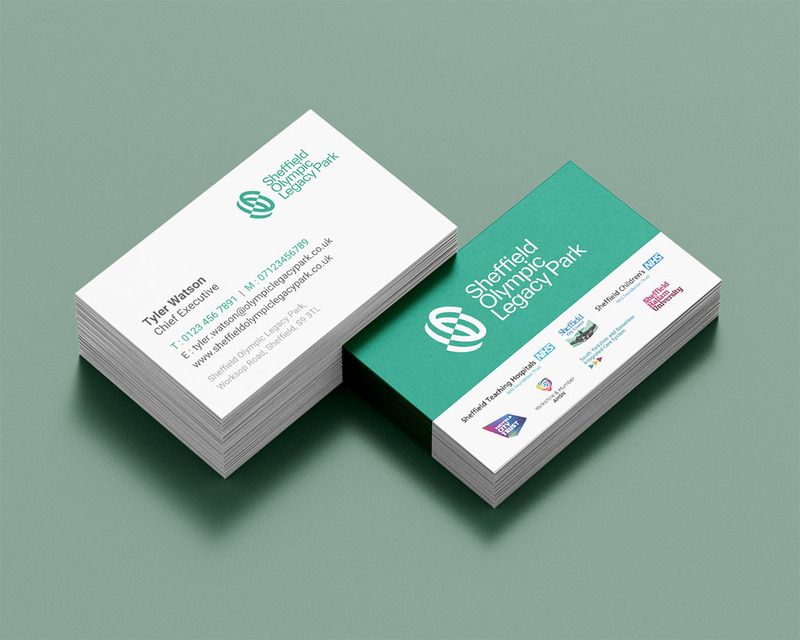 Sheffield
Olympic
Legacy Park
Tyler Watson
Chief Executive
T : 0123 456 7891 | M : 07123456789
E : tyler.watson@olympiclegacypark.co.uk
www.sheffieldolympiclegacypark.co.uk
Sheffield Olympic Legacy Park,
Worksop Road, Sheffield, S9 3TL
Sheffield
Olympic
Legacy Park
Sheffield Teaching Hospitals NHS
NHS Foundation Trust
Sheffield
City Council
Sheffield Children's NHS
NHS Foundation Trust
SHEFFIELD
CITY
TRUST
Yorkshire & Humber
AHSN
South Yorkshire and Bassetlaw
Integrated Care System
Sheffield
Hallam
University